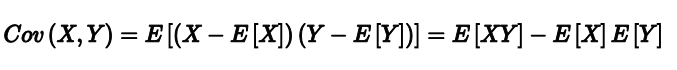 Cov (X, Y) = E [(X − E [X]) (Y − E [Y])] = E [XY] − E [X] E [Y]